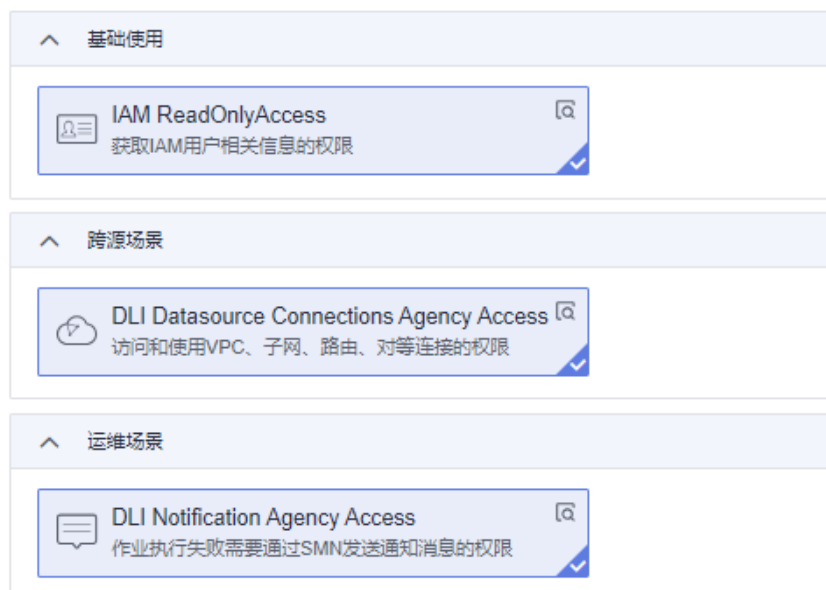 基础使用
IAM ReadOnlyAccess
获取IAM用户相关信息的权限
跨源场景
DLI Datasource Connections Agency Access
访问和使用VPC、子网、路由、对等连接的权限
运维场景
DLI Notification Agency Access
作业执行失败需要通过SMN发送通知消息的权限